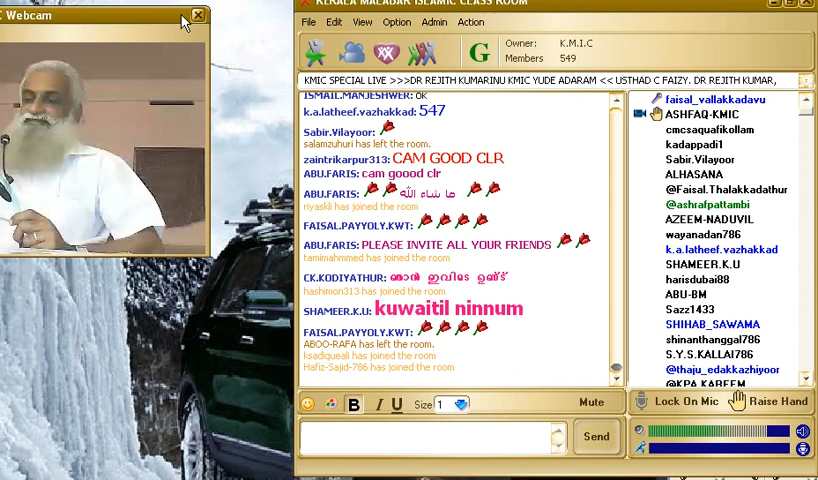 C Webcam
KERALA MALABAR ISLAMIC CLASS ROOM
File Edit View Option Admin Action
G
Owner: K.M.I.C
Members 549
KMIC SPECIAL LIVE >>>DR REJITH KUMARINU KMIC YUDE ADARAM << USTHAD C FAIZY. DR REJITH KUMAR,
ISMAIL.MANJESHWER: OK
k.a.latheef.vazhakkad: 547
Sabir.Vilayoor:
salamzuhuri has left the room.
zaintrikarpur313: CAM GOOD CLR
ABU.FARIS: cam goood clr
ABU.FARIS: ما شاء الله
riyaskli has joined the room
FAISAL.PAYYOLY.KWT:
ABU.FARIS: PLEASE INVITE ALL YOUR FRIENDS
tamimahmmed has joined the room
CK.KODIYATHUR: ഞാൻ ഇവിടെ ഉണ്ട്
hashimon313 has joined the room
SHAMEER.K.U: kuwaitil ninnum
FAISAL.PAYYOLY.KWT:
ABOO-RAFA has left the room.
ksadiqueali has joined the room
Hafiz-Sajid-786 has joined the room
faisal_vallakkadavu
ASHFAQ-KMIC
cmcsaquafikollam
kadappadi1
Sabir.Vilayoor
ALHASANA
@Faisal.Thalakkadathur
@ashrafpattambi
AZEEM-NADUVIL
wayanadan786
k.a.latheef.vazhakkad
SHAMEER.K.U
harisdubai88
ABU-BM
Sazz1433
SHIHAB_SAWAMA
shinanthanggal786
S.Y.S.KALLAI786
@thaju_edakkazhiyoor
@KPA KAREEM
B I U Size 1 Mute
Lock On Mic Raise Hand
Send